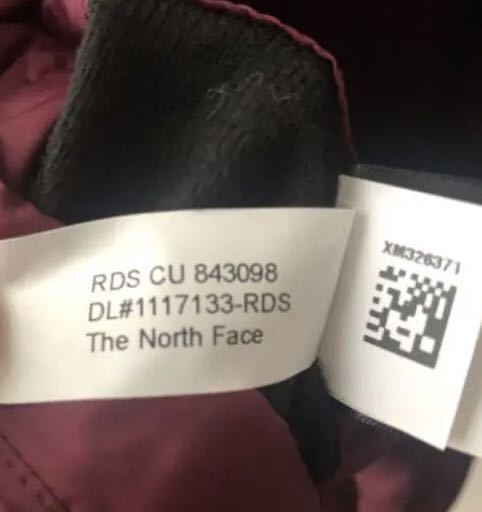 RDS CU 843098
DL#1117133-RDS
The North Face
XM326371